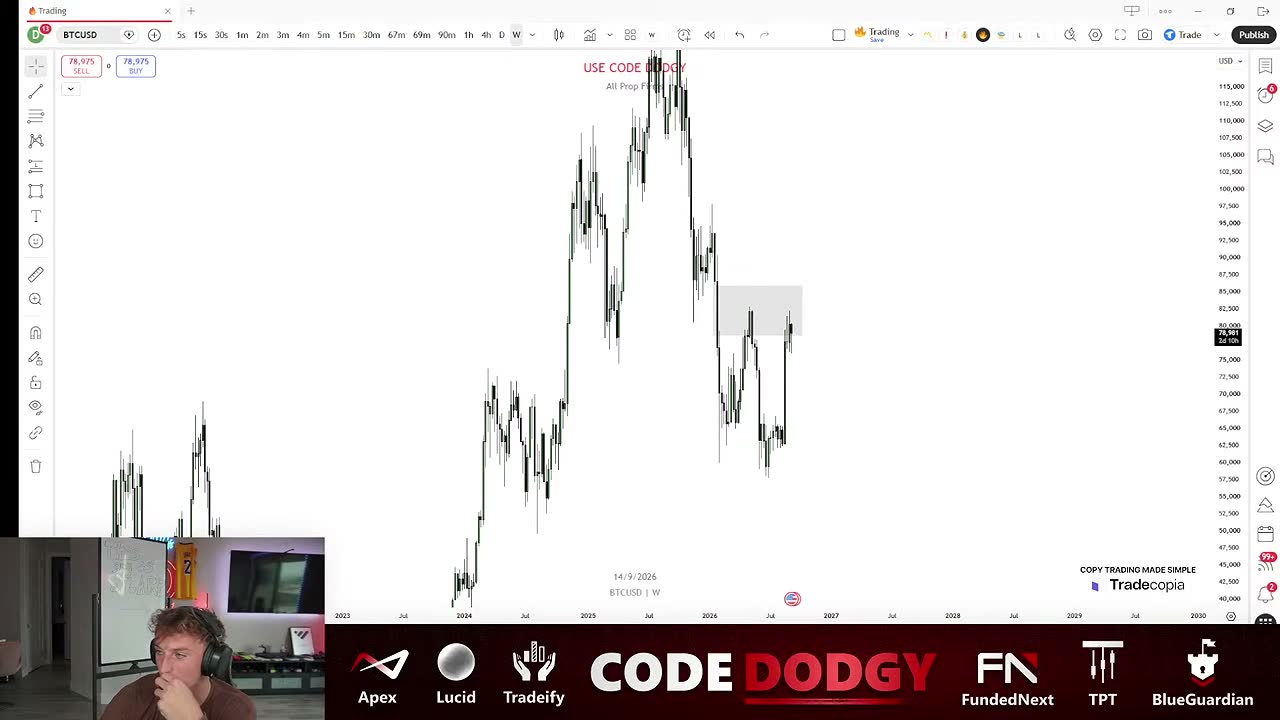 Trading
BTCUSD
5s 15s 30s 1m 2m 3m 4m 5m 15m 30m 67m 69m 90m 1h 4h D W
Trading
Save
Trade
Publish
13
78,975
SELL
0
78,975
BUY
USE CODE DODGY
All Prop Firms
USD
115,000
112,500
110,000
107,500
105,000
102,500
100,000
97,500
95,000
92,500
90,000
87,500
85,000
82,500
80,000
78,981
2d 10h
75,000
72,500
70,000
67,500
65,000
62,500
60,000
57,500
55,000
52,500
50,000
47,500
45,000
42,500
40,000
6
99+
2
14/9/2026
BTCUSD | W
COPY TRADING MADE SIMPLE
Tradecopia
2023 Jul 2024 Jul 2025 Jul 2026 Jul 2027 Jul 2028 Jul 2029 Jul 2030
Apex
Lucid
Tradeify
CODE DODGY
FN
FundedNext
TPT
BlueGuardian